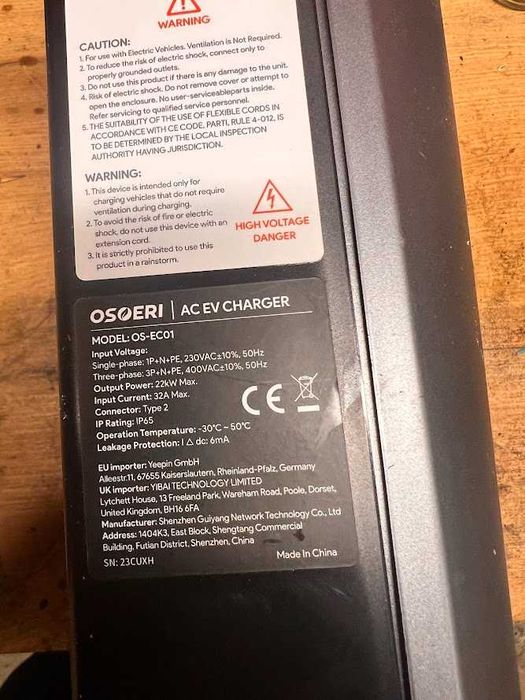 WARNING
CAUTION:
1. For use with Electric Vehicles. Ventilation is Not Required.
2. To reduce the risk of electric shock, connect only to
properly grounded outlets.
3. Do not use this product if there is any damage to the unit.
4. Risk of electric shock. Do not remove cover or attempt to
open the enclosure. No user-serviceableparts inside.
Refer servicing to qualified service personnel.
5. THE SUITABILITY OF THE USE OF FLEXIBLE CORDS IN
ACCORDANCE WITH CE CODE, PARTI, RULE 4-012, IS
TO BE DETERMINED BY THE LOCAL INSPECTION
AUTHORITY HAVING JURISDICTION.
WARNING:
1. This device is intended only for
charging vehicles that do not require
ventilation during charging.
2. To avoid the risk of fire or electric
shock, do not use this device with an
extension cord.
3. It is strictly prohibited to use this
product in a rainstorm.
HIGH VOLTAGE
DANGER
OSOERI | AC EV CHARGER
MODEL: OS-EC01
Input Voltage:
Single-phase: 1P+N+PE, 230VAC±10%, 50Hz
Three-phase: 3P+N+PE, 400VAC±10%, 50Hz
Output Power: 22kW Max.
Input Current: 32A Max.
Connector: Type 2
IP Rating: IP65
Operation Temperature: -30°C ~ 50°C
Leakage Protection: I △ dc: 6mA
CE
EU importer: Yeepin GmbH
Alleestr.11, 67655 Kaiserslautern, Rheinland-Pfalz, Germany
UK importer: YIBAI TECHNOLOGY LIMITED
Lytchett House, 13 Freeland Park, Wareham Road, Poole, Dorset,
United Kingdom, BH16 6FA
Manufacturer: Shenzhen Guiyang Network Technology Co., Ltd
Address: 1404K3, East Block, Shengtang Commercial
Building, Futian District, Shenzhen, China
SN: 23CUXH
Made In China